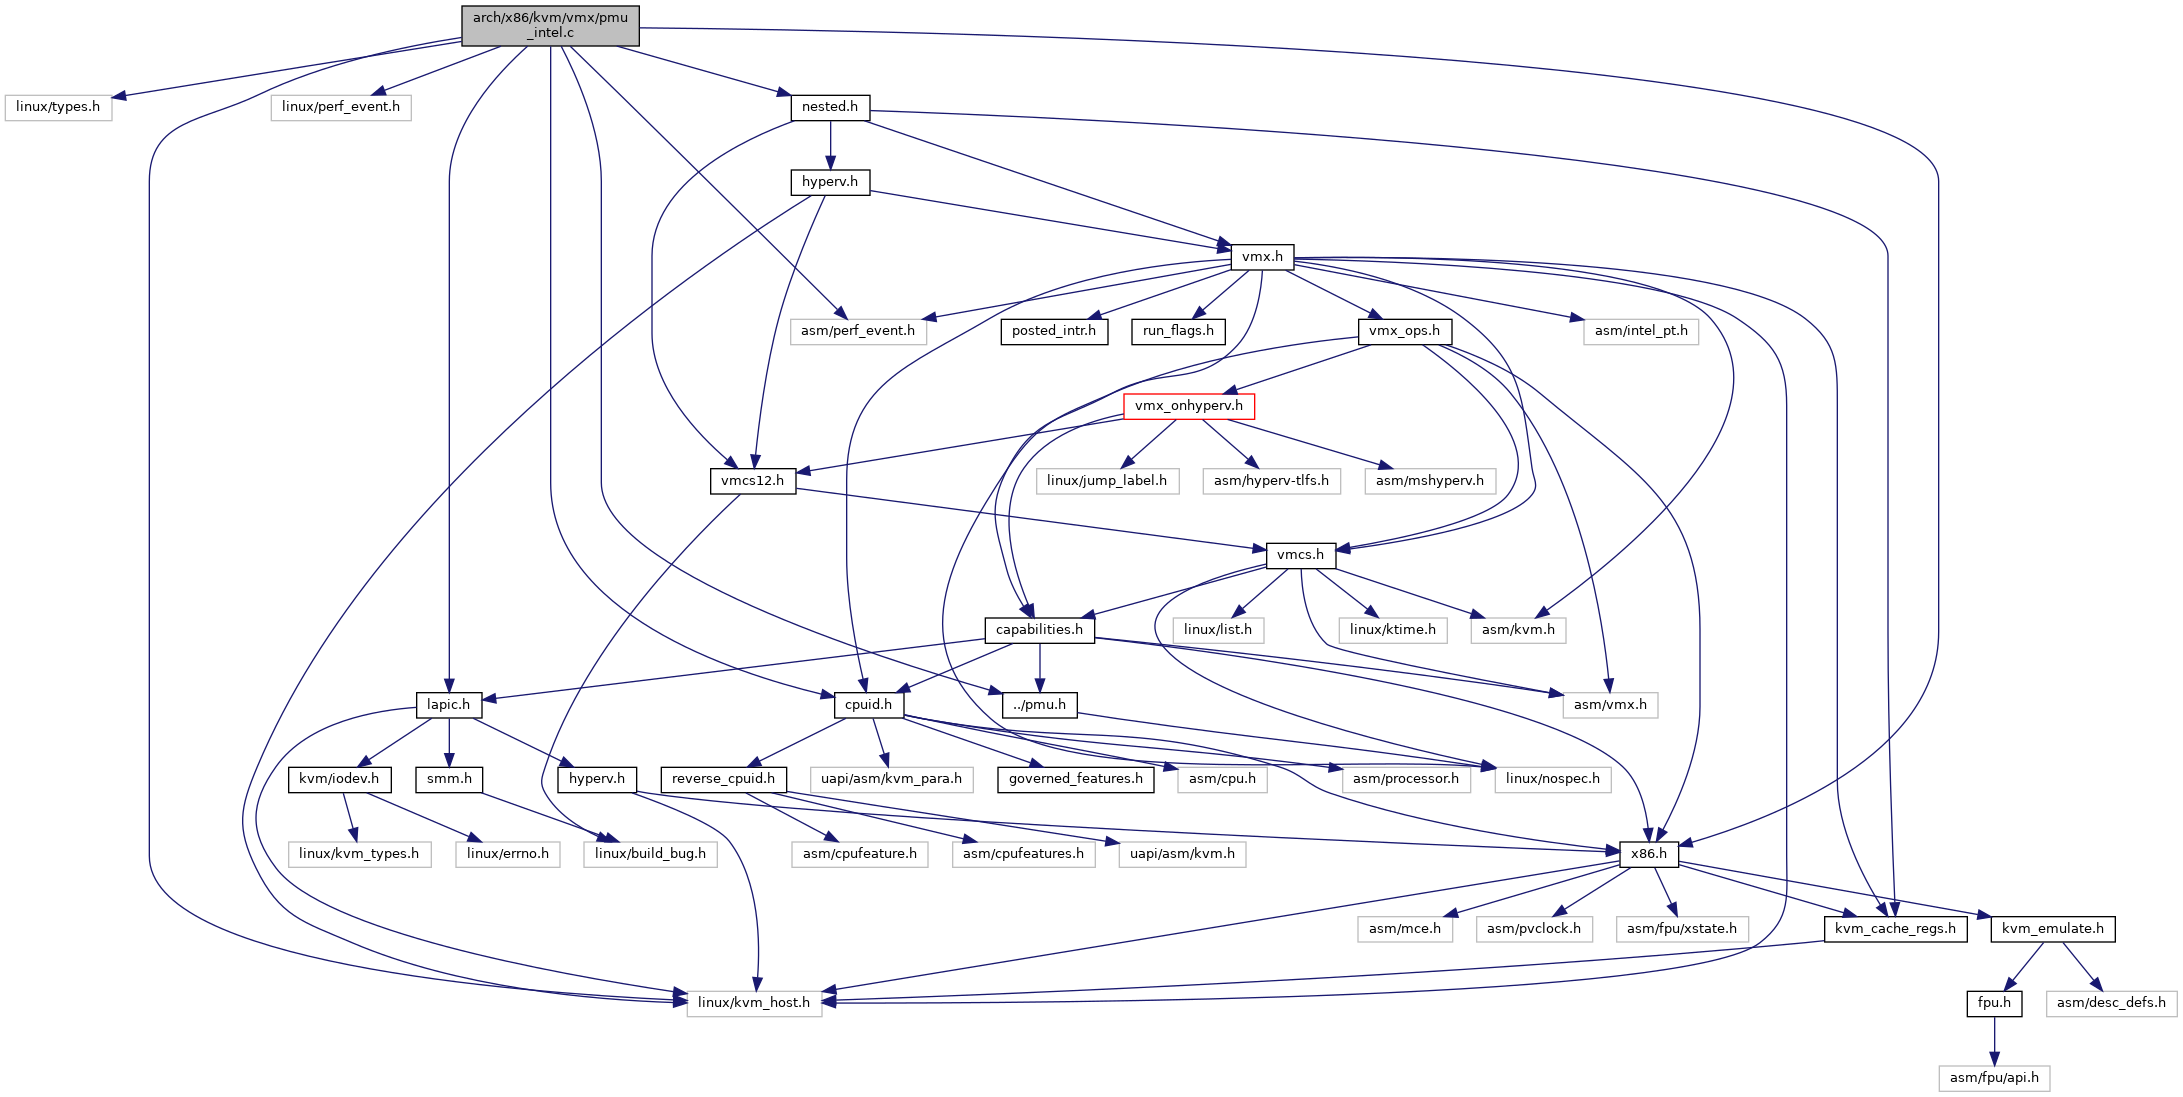 arch/x86/kvm/vmx/pmu
_intel.c
linux/types.h
linux/perf_event.h
nested.h
hyperv.h
vmx.h
asm/perf_event.h
posted_intr.h
run_flags.h
vmx_ops.h
asm/intel_pt.h
vmx_onhyperv.h
vmcs12.h
linux/jump_label.h
asm/hyperv-tlfs.h
asm/mshyperv.h
vmcs.h
capabilities.h
linux/list.h
linux/ktime.h
asm/kvm.h
lapic.h
cpuid.h
../pmu.h
asm/vmx.h
kvm/iodev.h
smm.h
hyperv.h
reverse_cpuid.h
uapi/asm/kvm_para.h
governed_features.h
asm/cpu.h
asm/processor.h
linux/nospec.h
linux/kvm_types.h
linux/errno.h
linux/build_bug.h
asm/cpufeature.h
asm/cpufeatures.h
uapi/asm/kvm.h
x86.h
asm/mce.h
asm/pvclock.h
asm/fpu/xstate.h
kvm_cache_regs.h
kvm_emulate.h
linux/kvm_host.h
fpu.h
asm/desc_defs.h
asm/fpu/api.h